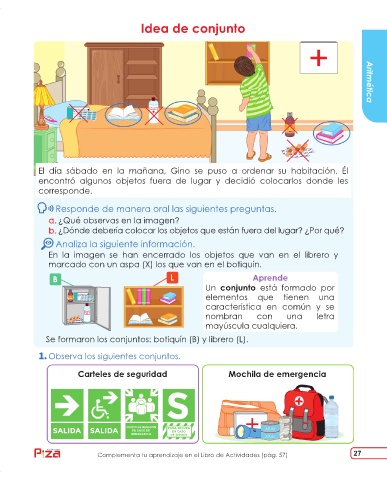 Idea de conjunto
Aritmética
El día sábado en la mañana, Gino se puso a ordenar su habitación. Él
encontró algunos objetos fuera de lugar y decidió colocarlos donde les
corresponde.
Responde de manera oral las siguientes preguntas.
a. ¿Qué observas en la imagen?
b. ¿Dónde debería colocar los objetos que están fuera del lugar? ¿Por qué?
Analiza la siguiente información.
En la imagen se han encerrado los objetos que van en el librero y
marcado con un aspa (X) los que van en el botiquín.
B
L
Aprende
Un conjunto está formado por
elementos que tienen una
característica en común y se
nombran con una letra
mayúscula cualquiera.
Se formaron los conjuntos: botiquín (B) y librero (L).
1. Observa los siguientes conjuntos.
Carteles de seguridad
Mochila de emergencia
S
SALIDA
SALIDA
Complementa tu aprendizaje en el Libro de Actividades (pág. 57)
27